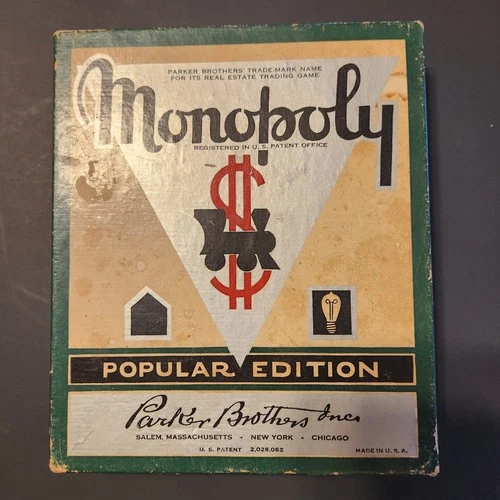 PARKER BROTHERS' TRADE-MARK NAME
FOR ITS REAL ESTATE TRADING GAME
Monopoly
REGISTERED IN U.S. PATENT OFFICE
$
POPULAR EDITION
Parker Brothers Inc.
SALEM, MASSACHUSETTS • NEW YORK • CHICAGO
U. S. PATENT 2,026,082
MADE IN U. S. A.